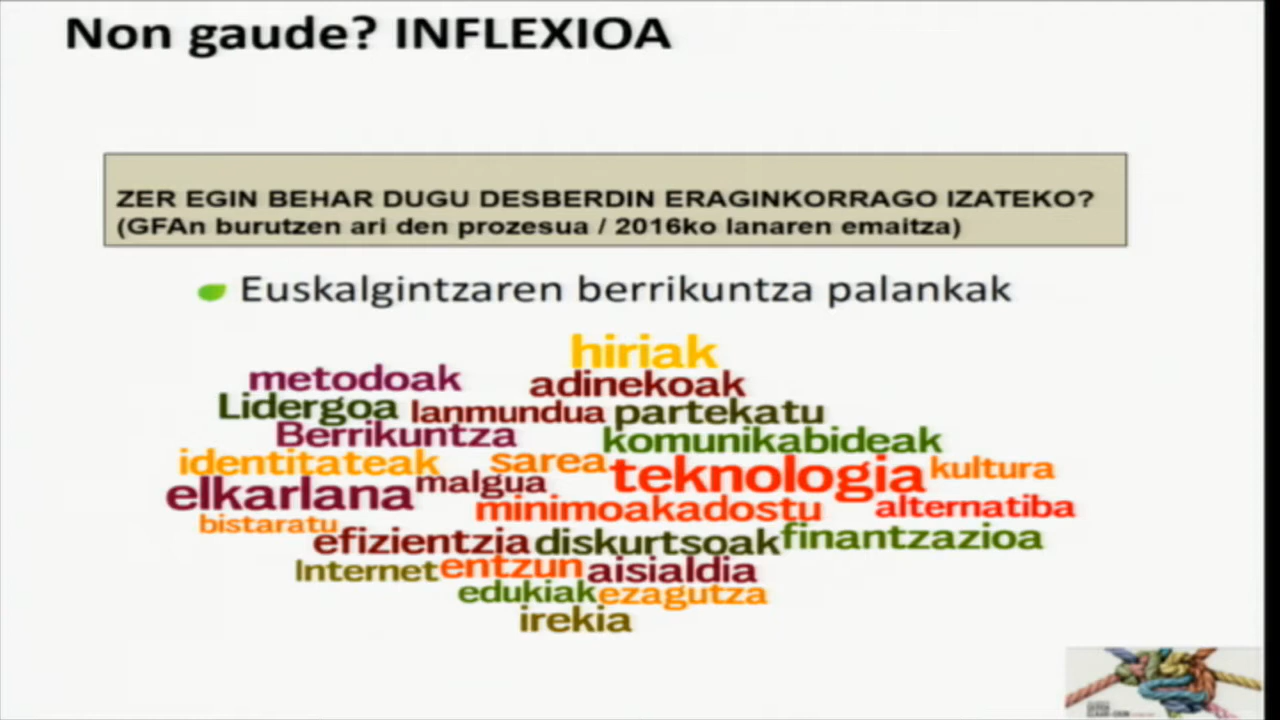 Non gaude? INFLEXIOA
ZER EGIN BEHAR DUGU DESBERDIN ERAGINKORRAGO IZATEKO?
(GFAn burutzen ari den prozesua / 2016ko lanaren emaitza)
Euskalgintzaren berrikuntza palankak
hiriak
metodoak adinekoak
Lidergoa lanmundua partekatu
Berrikuntza komunikabideak
identitateak sarea teknologia kultura
elkarlana malgua minimoakadostu alternatiba
bistaratu efizientzia diskurtsoak finantzazioa
Internet entzun aisialdia
edukiak ezagutza
irekia